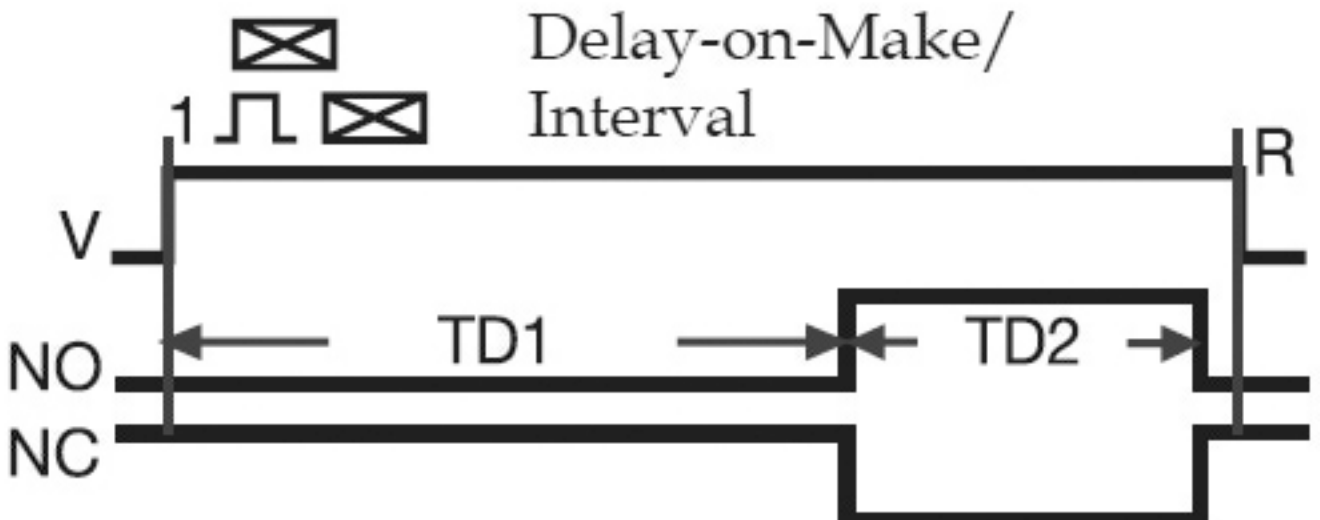 Delay-on-Make/
1 Interval
R
V
TD1 TD2
NO
NC